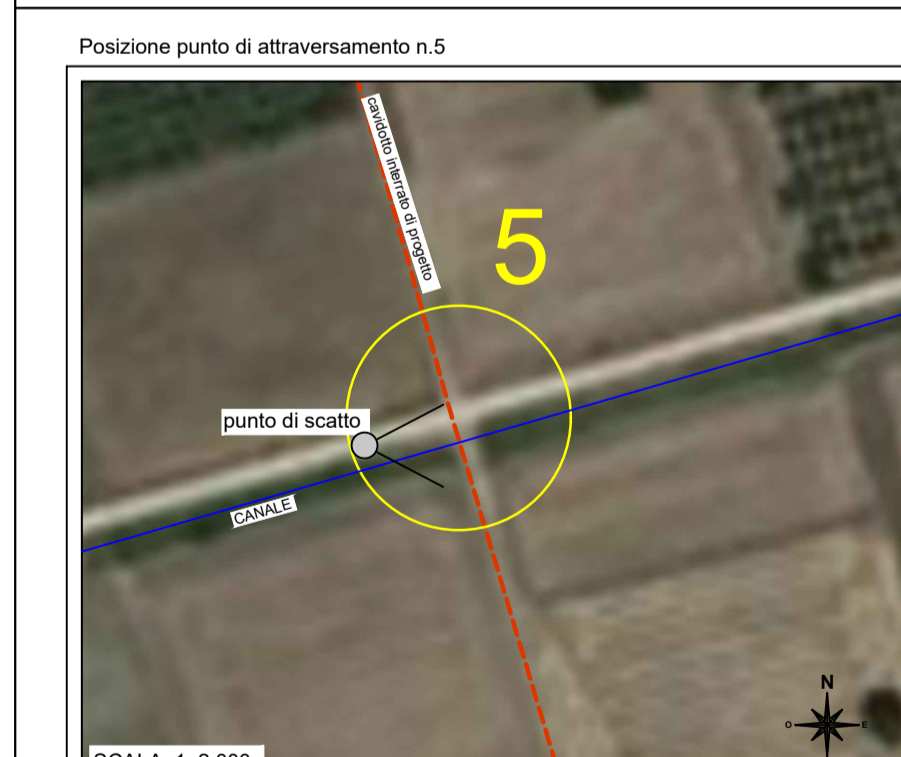 Posizione punto di attraversamento n.5
cavidotto interrato di progetto
5
punto di scatto
CANALE
N
O
E